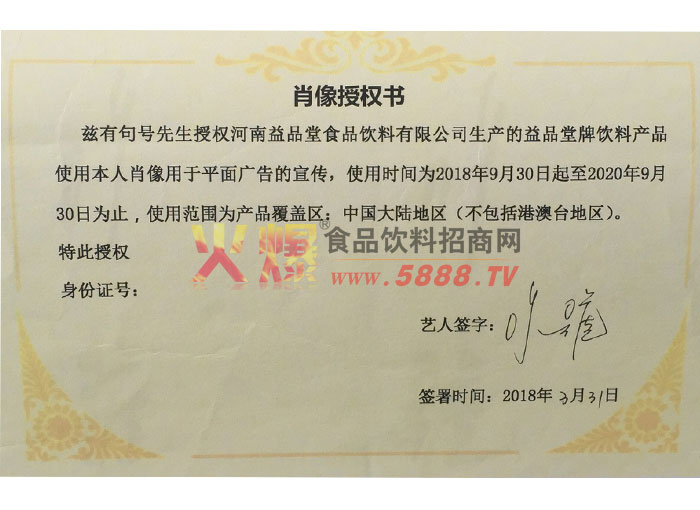 肖像授权书
兹有句号先生授权河南益品堂食品饮料有限公司生产的益品堂牌饮料产品
使用本人肖像用于平面广告的宣传，使用时间为2018年9月30日起至2020年9月
30日为止，使用范围为产品覆盖区：中国大陆地区（不包括港澳台地区）。
特此授权
火爆®食品饮料招商网
www.5888.TV
身份证号：
艺人签字：
签署时间：2018年3月31日